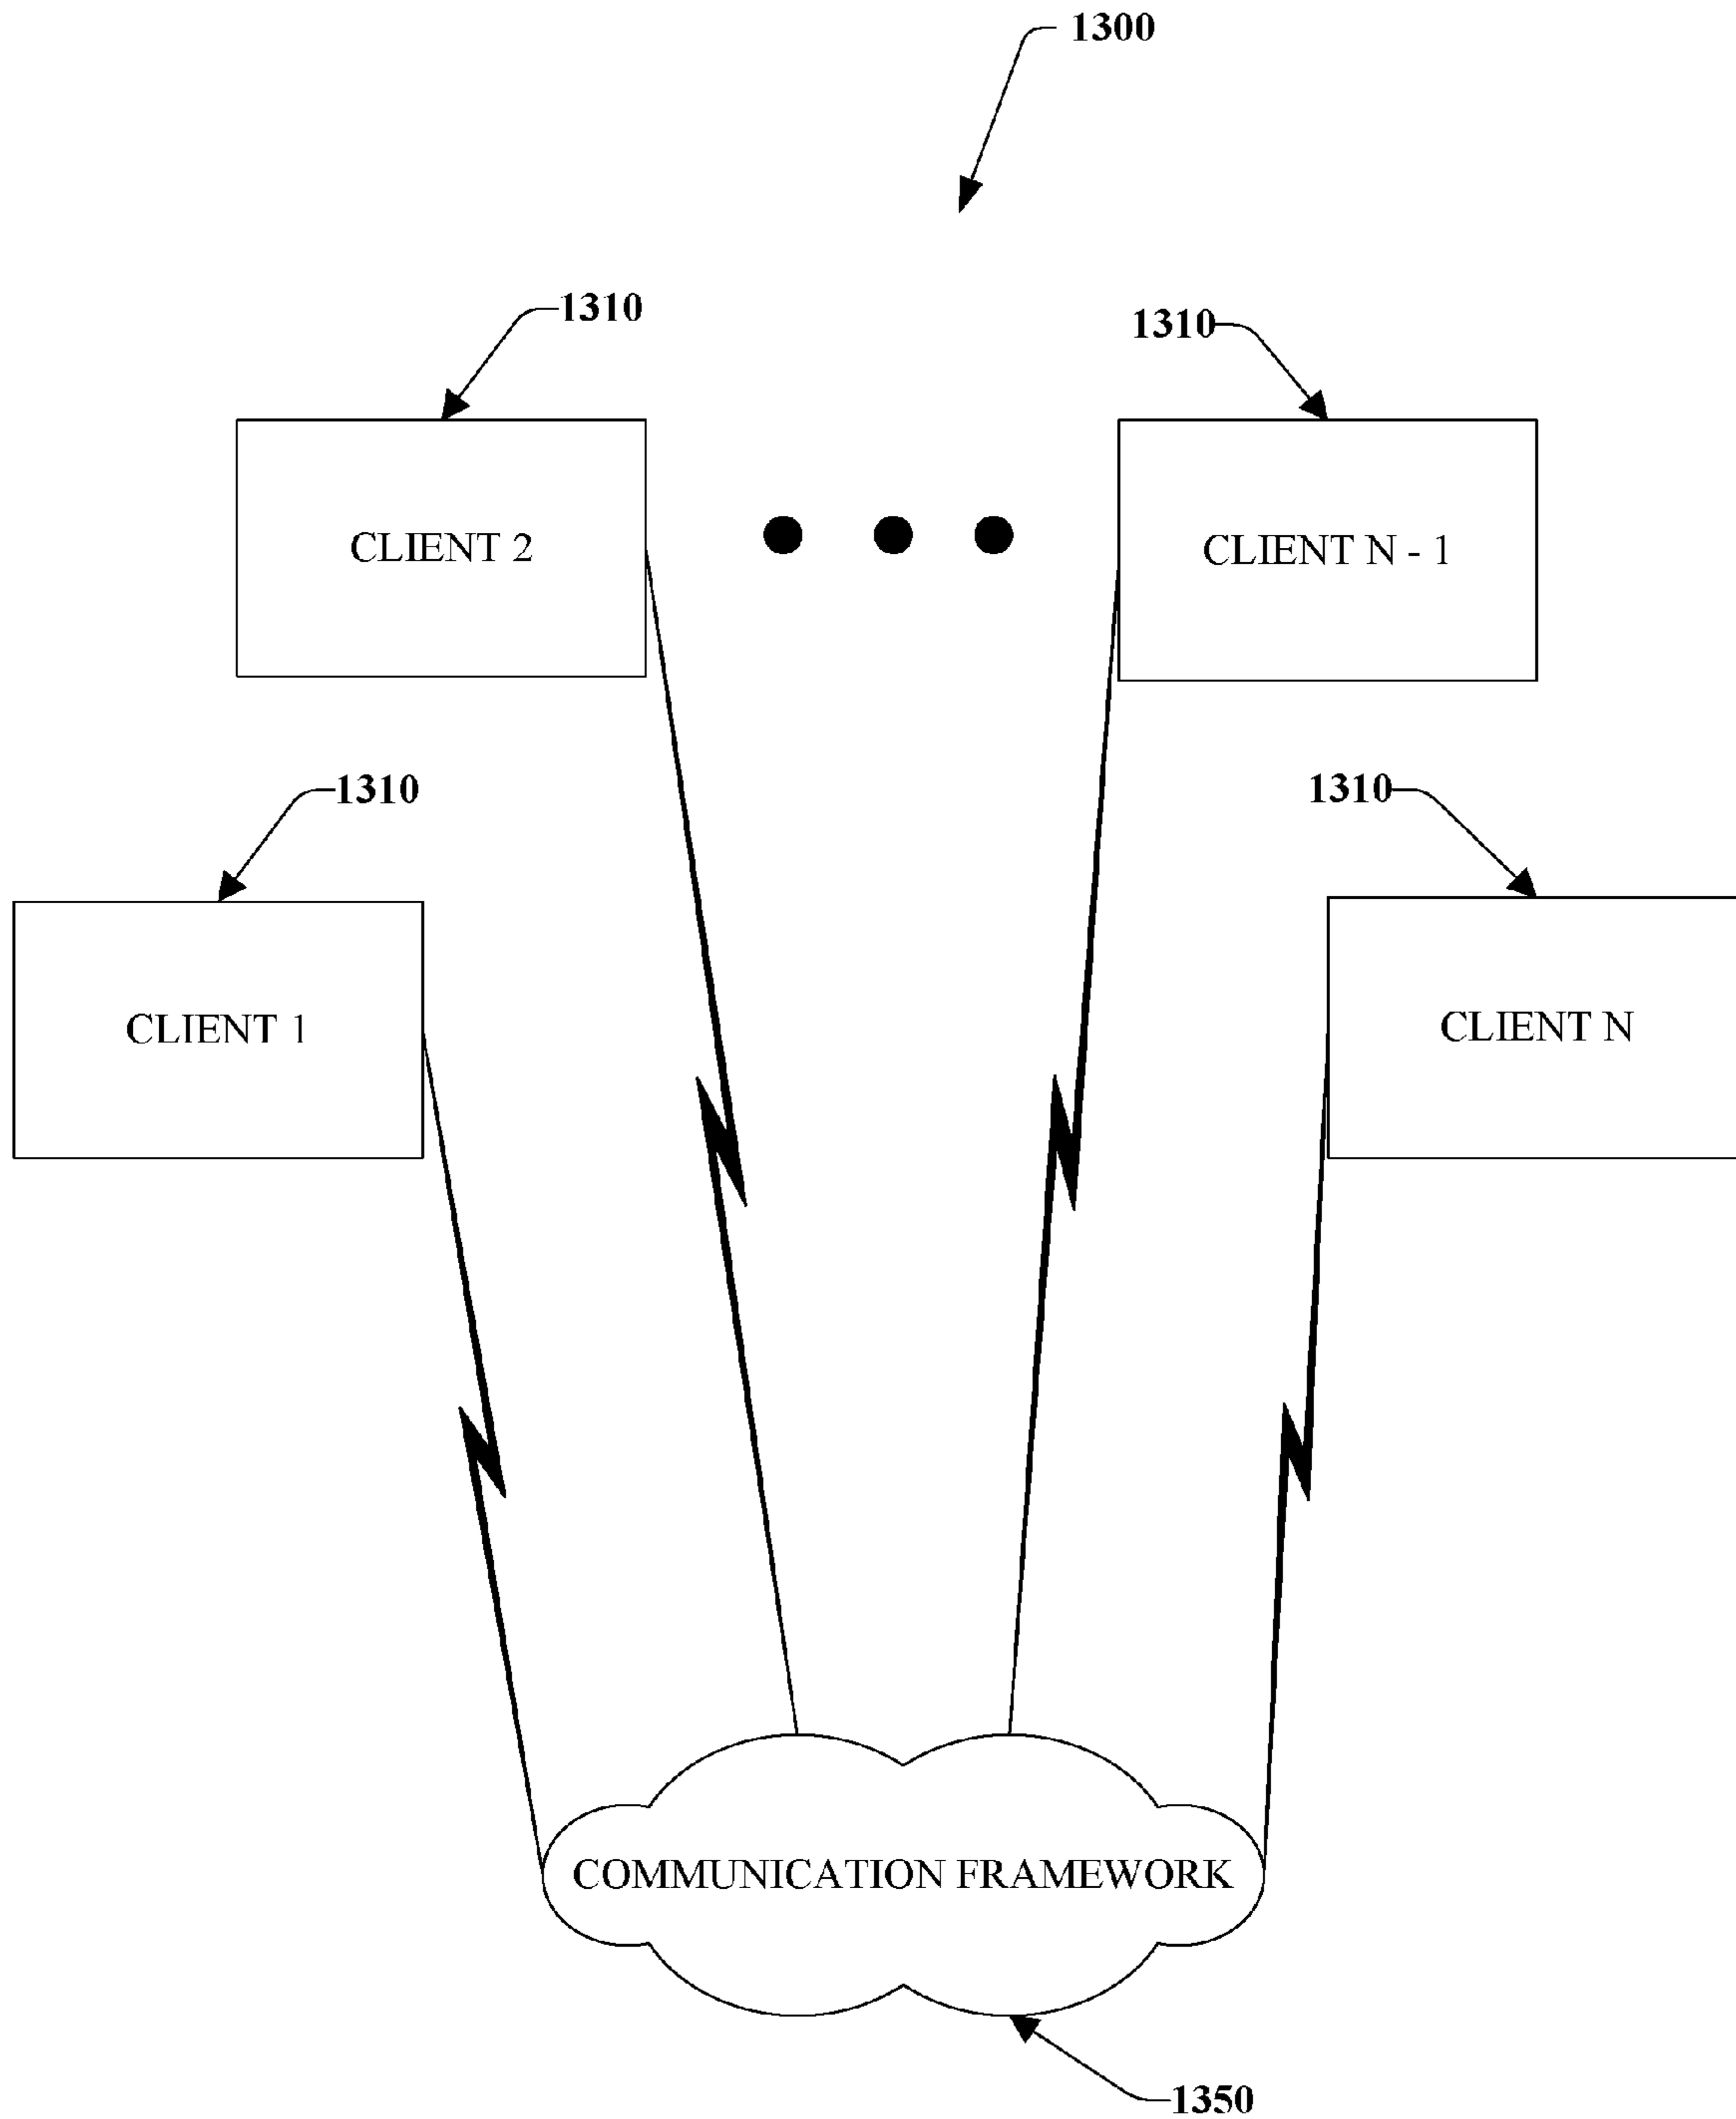 1300
1310
1310
CLIENT 2
CLIENT N - 1
1310
1310
CLIENT 1
CLIENT N
COMMUNICATION FRAMEWORK
1350